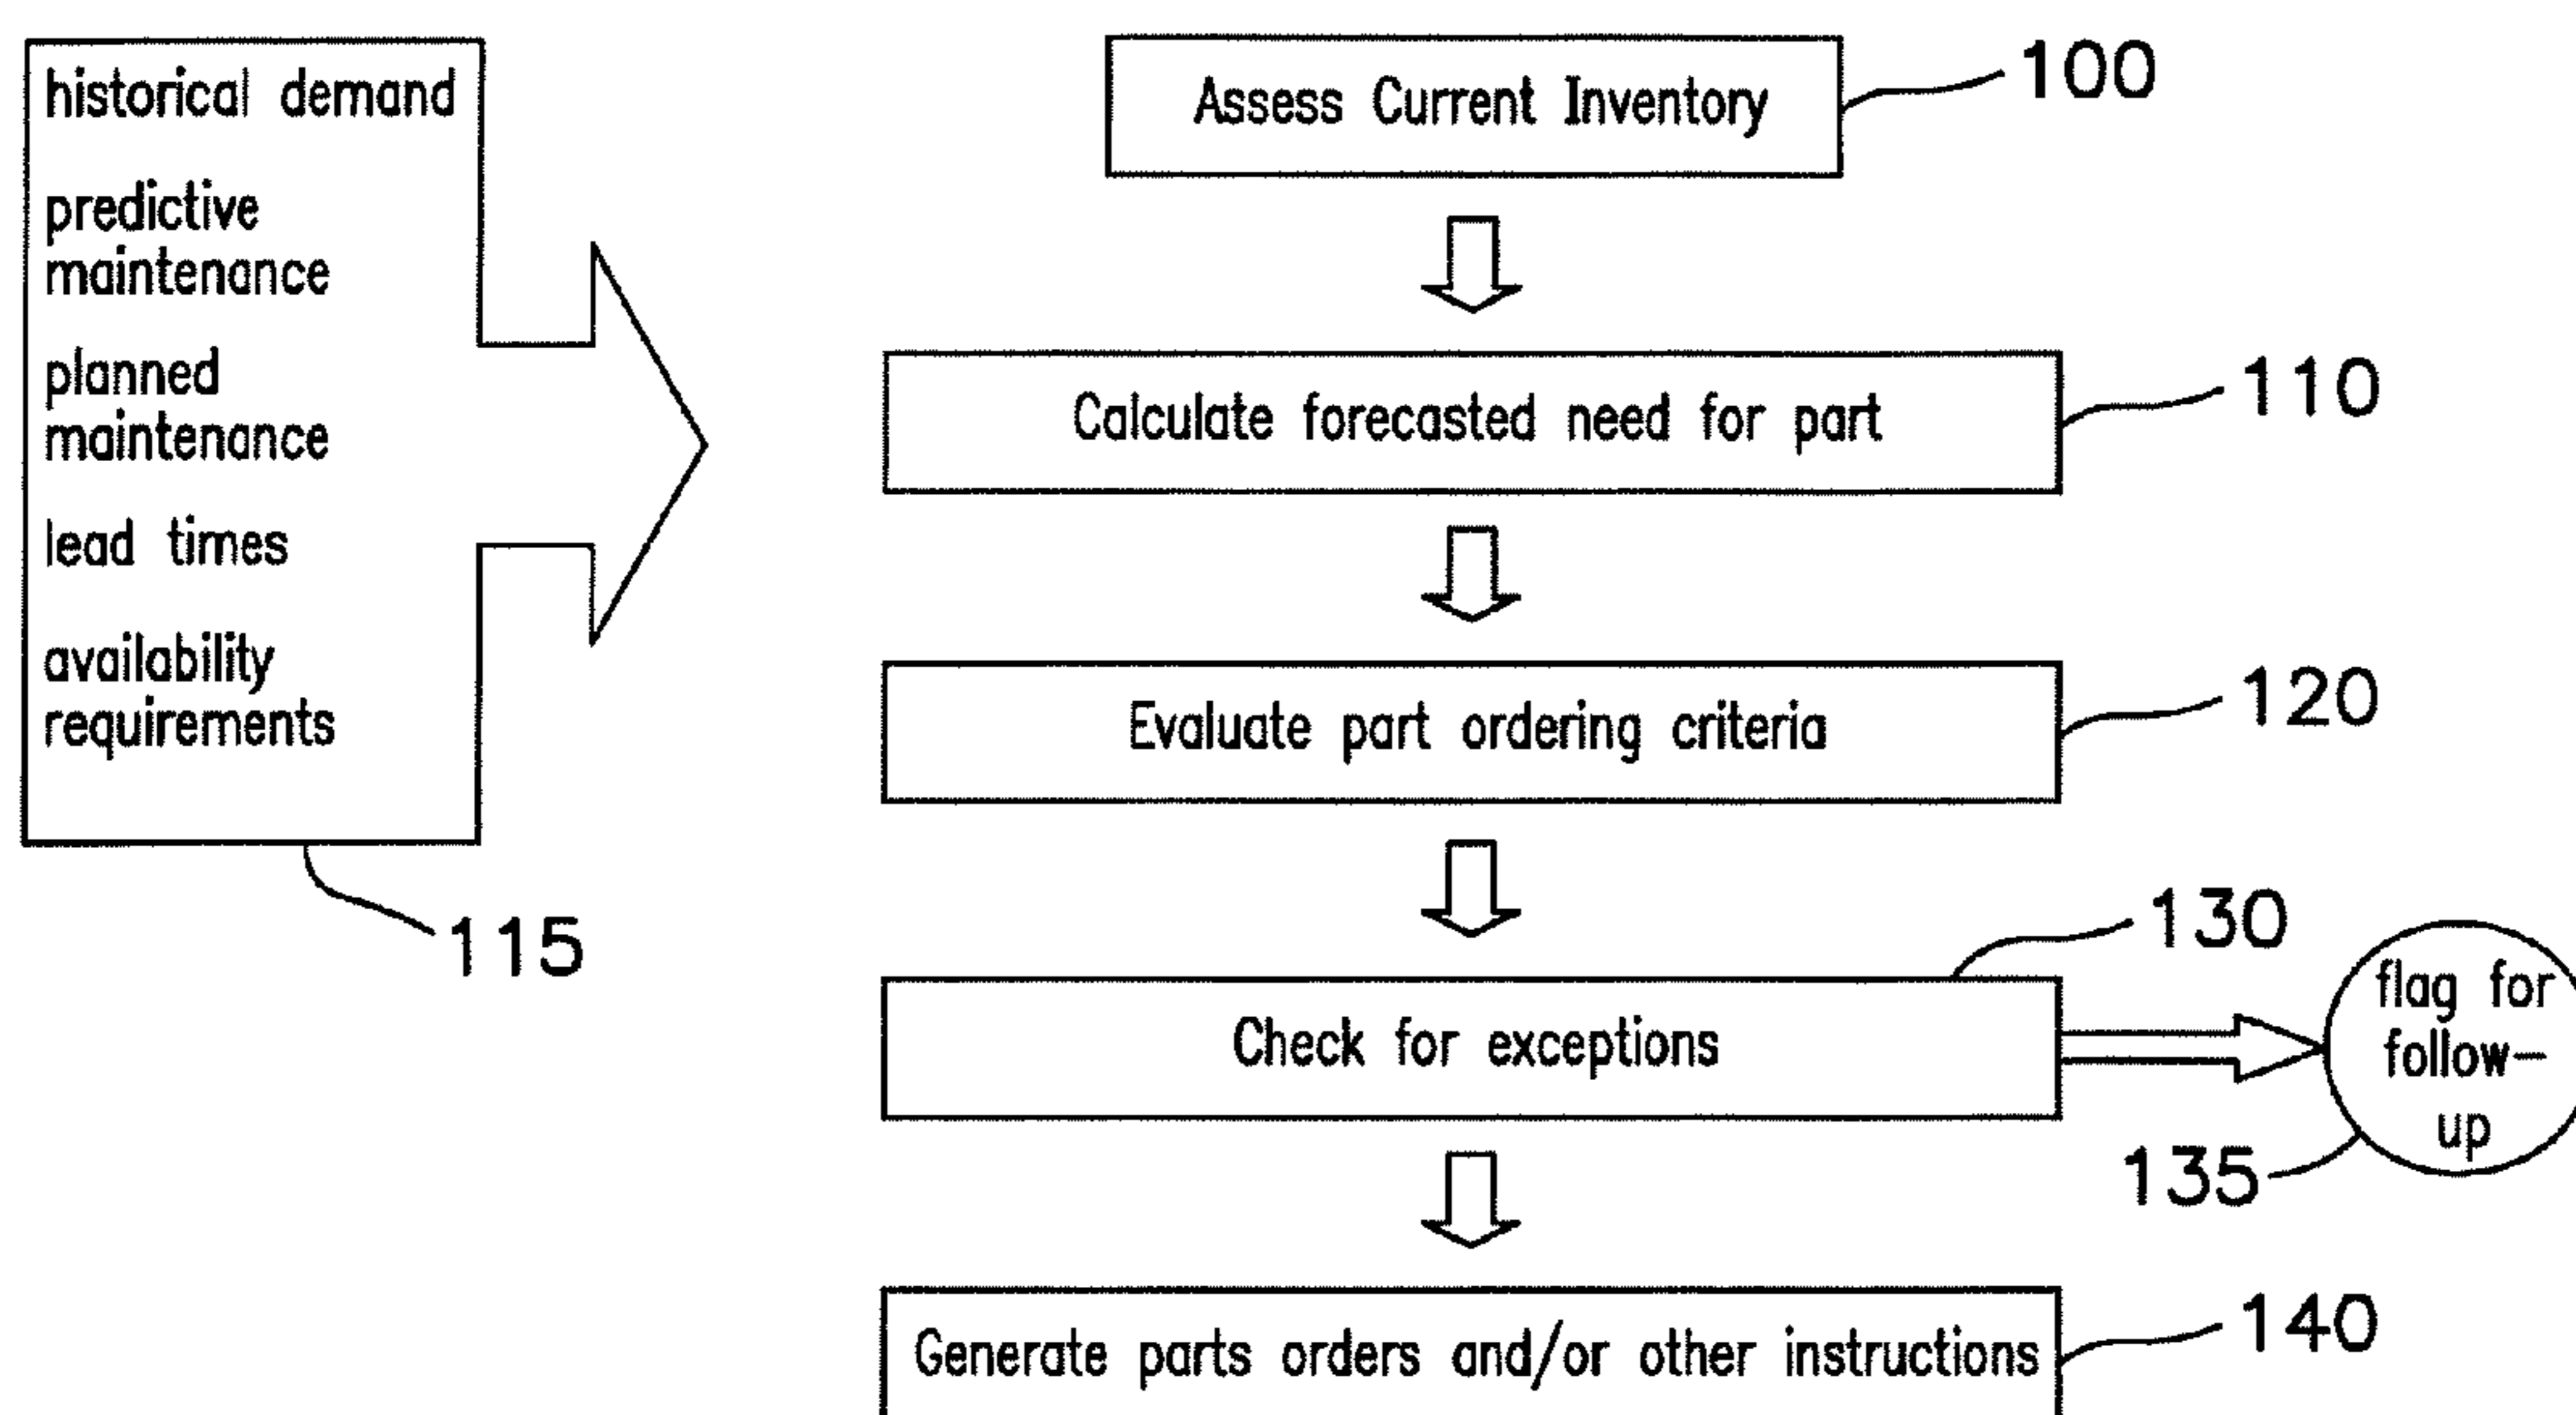 historical demand
predictive
maintenance
planned
maintenance
lead times
availability
requirements
115
Assess Current Inventory
100
Calculate forecasted need for part
110
Evaluate part ordering criteria
120
130
Check for exceptions
flag for
follow-
up
135
Generate parts orders and/or other instructions
140